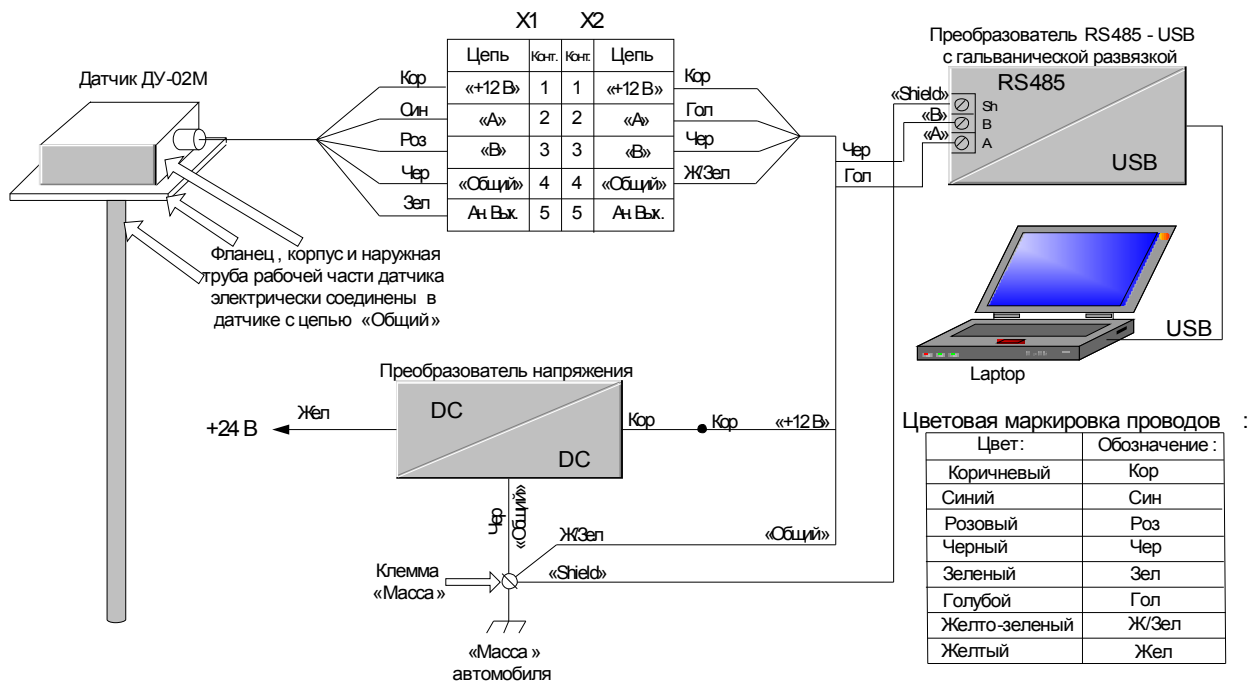 X1 X2
Преобразователь RS485 - USB
с гальванической развязкой
Датчик ДУ-02М
Цепь Конт. Конт. Цепь
Кор «+12 В» 1 1 «+12 В» Кор
Син «А» 2 2 «А» Гол
Роз «В» 3 3 «В» Чер
Чер «Общий» 4 4 «Общий» Ж/Зел
Зел Ан. Вых. 5 5 Ан. Вых.
RS485
«Shield» Sh
«В» B
«А» A
Чер
Гол
USB
Фланец , корпус и наружная
труба рабочей части датчика
электрически соединены в
датчике с цепью «Общий»
USB
Laptop
Преобразователь напряжения
+24 В Жел DC Кор Кор «+12 В»
DC
Чер «Общий»
Ж/Зел «Общий»
Клемма
«Масса» «Shield»
«Масса »
автомобиля
Цветовая маркировка проводов :
Цвет: Обозначение :
Коричневый Кор
Синий Син
Розовый Роз
Черный Чер
Зеленый Зел
Голубой Гол
Желто-зеленый Ж/Зел
Желтый Жел